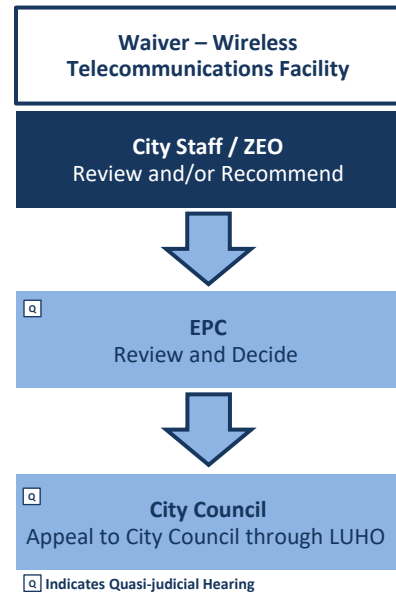 Waiver – Wireless
Telecommunications Facility
City Staff / ZEO
Review and/or Recommend
Q
EPC
Review and Decide
Q
City Council
Appeal to City Council through LUHO
Q Indicates Quasi-judicial Hearing